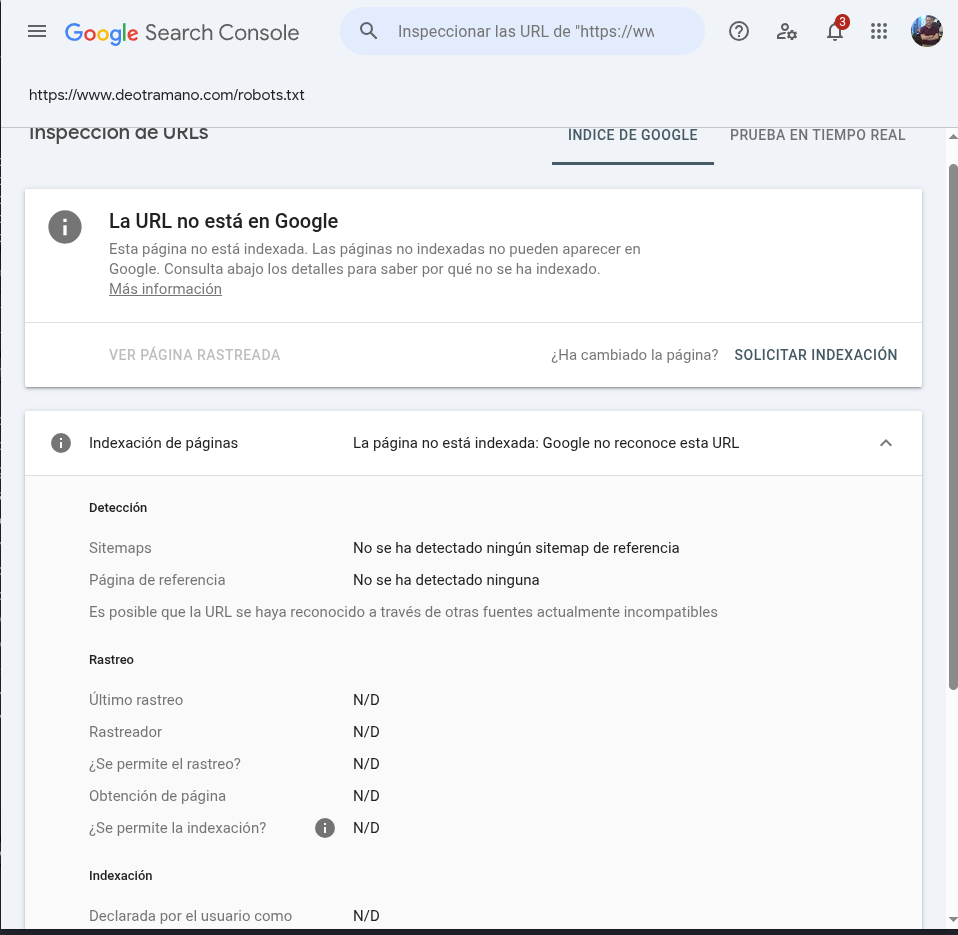 Google Search Console
Inspeccionar las URL de "https://ww
3
https://www.deotramano.com/robots.txt
Inspección de URLs
ÍNDICE DE GOOGLE
PRUEBA EN TIEMPO REAL
La URL no está en Google
Esta página no está indexada. Las páginas no indexadas no pueden aparecer en
Google. Consulta abajo los detalles para saber por qué no se ha indexado.
Más información
VER PÁGINA RASTREADA
¿Ha cambiado la página? SOLICITAR INDEXACIÓN
Indexación de páginas La página no está indexada: Google no reconoce esta URL
Detección
Sitemaps No se ha detectado ningún sitemap de referencia
Página de referencia No se ha detectado ninguna
Es posible que la URL se haya reconocido a través de otras fuentes actualmente incompatibles
Rastreo
Último rastreo N/D
Rastreador N/D
¿Se permite el rastreo? N/D
Obtención de página N/D
¿Se permite la indexación? N/D
Indexación
Declarada por el usuario como N/D